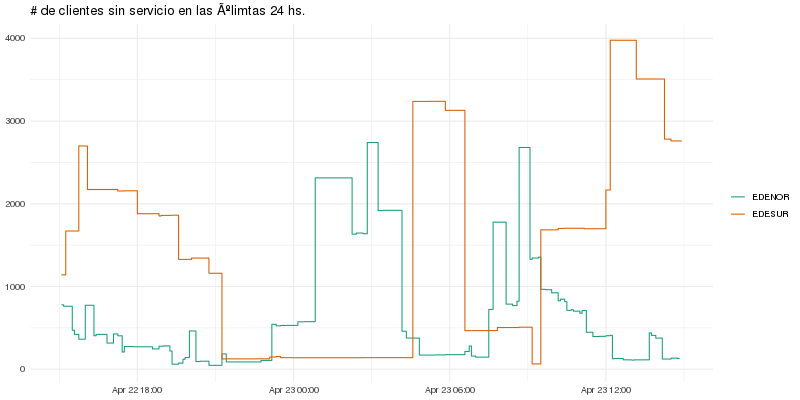 # de clientes sin servicio en las Ãºlimtas 24 hs.
4000
3000
2000
1000
0
Apr 22 18:00
Apr 23 00:00
Apr 23 06:00
Apr 23 12:00
EDENOR
EDESUR